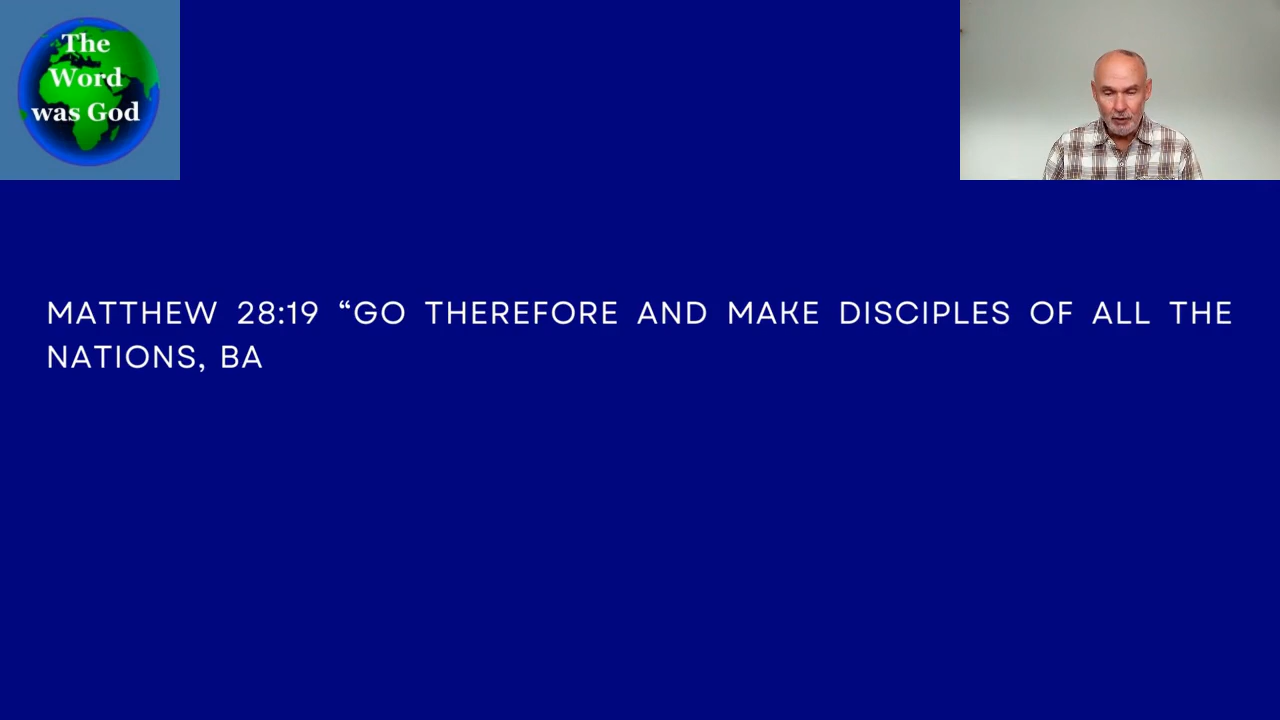 The
Word
was God
MATTHEW 28:19 “GO THEREFORE AND MAKE DISCIPLES OF ALL THE
NATIONS, BA